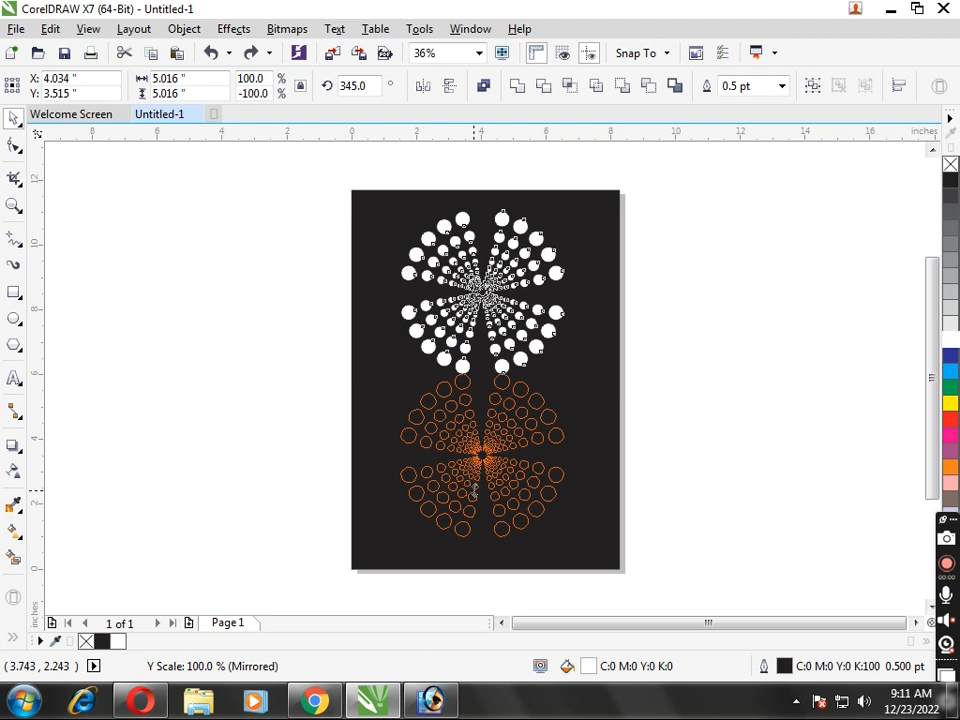 CorelDRAW X7 (64-Bit) - Untitled-1
File Edit View Layout Object Effects Bitmaps Text Table Tools Window Help
36% Snap To
X: 4.034 " 5.016 " 100.0 % 345.0 ° 0.5 pt
Y: 3.515 " 5.016 " -100.0 %
Welcome Screen Untitled-1
8 6 4 2 0 2 4 6 8 10 12 14 16 inches
12
10
8
6
4
2
0
inches
00:00
1 of 1 Page 1
( 3.743, 2.243 ) Y Scale: 100.0 % (Mirrored) C:0 M:0 Y:0 K:0 C:0 M:0 Y:0 K:100 0.500 pt
9:11 AM
12/23/2022